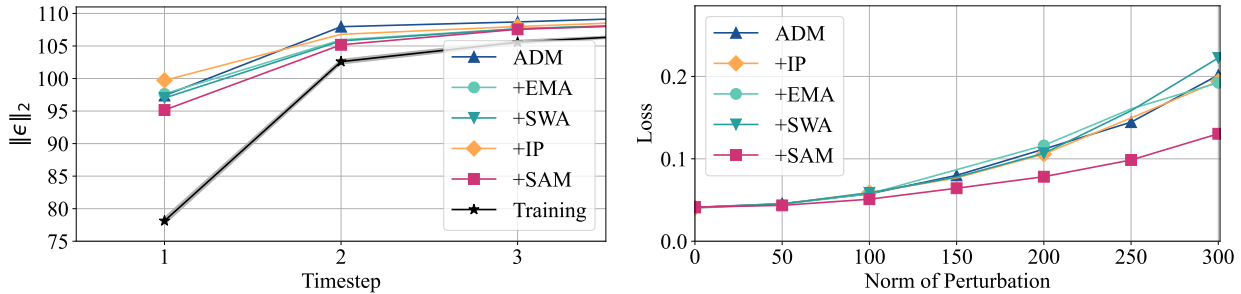 110
105
100
95
90
85
80
75
‖ϵ‖₂
1
2
3
Timestep
ADM
+EMA
+SWA
+IP
+SAM
Training
0.2
0.1
0.0
Loss
0
50
100
150
200
250
300
Norm of Perturbation
ADM
+IP
+EMA
+SWA
+SAM